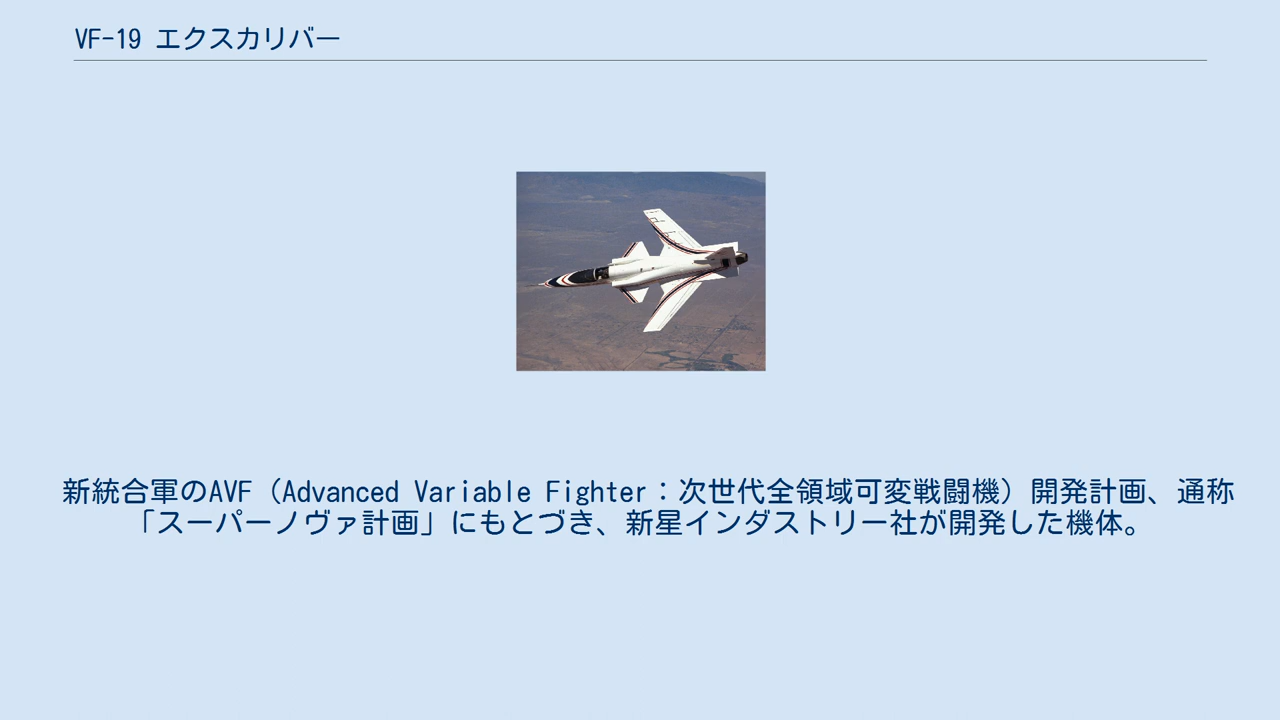 VF-19 エクスカリバー
新統合軍のAVF（Advanced Variable Fighter：次世代全領域可変戦闘機）開発計画、通称
「スーパーノヴァ計画」にもとづき、新星インダストリー社が開発した機体。